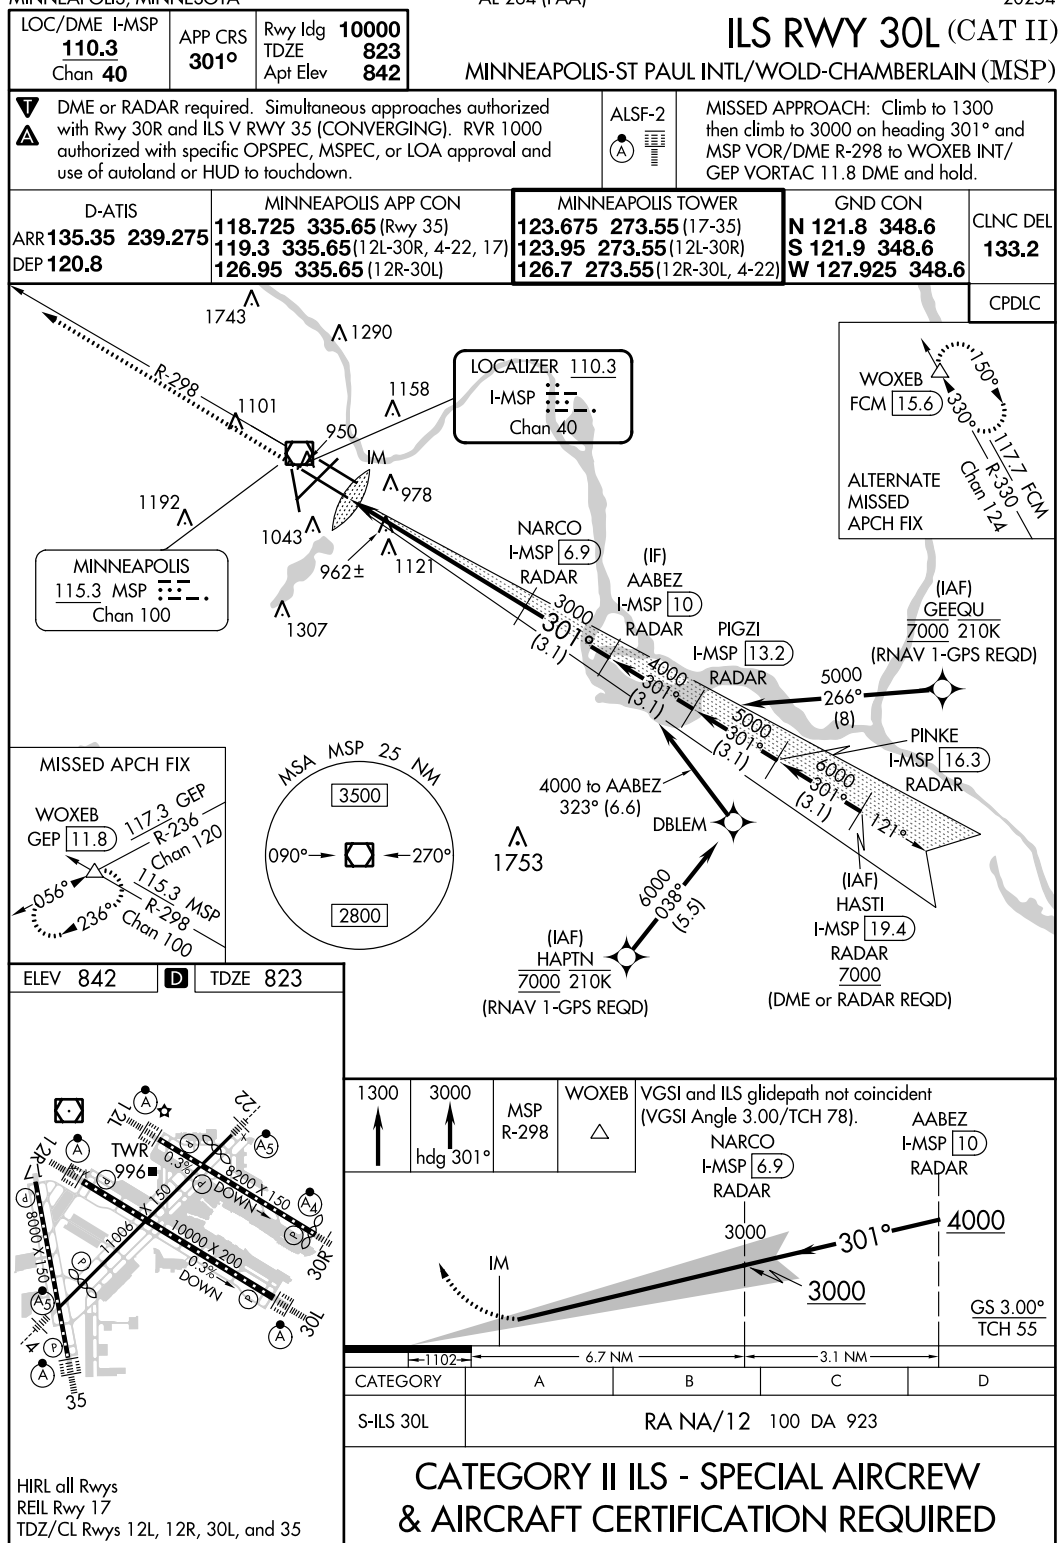 MINNEAPOLIS, MINNESOTA
AL-264 (FAA)
20254
LOC/DME I-MSP
110.3
Chan 40
APP CRS
301°
Rwy ldg 10000
TDZE 823
Apt Elev 842
ILS RWY 30L (CAT II)
MINNEAPOLIS-ST PAUL INTL/WOLD-CHAMBERLAIN (MSP)
T
A
DME or RADAR required. Simultaneous approaches authorized
with Rwy 30R and ILS V RWY 35 (CONVERGING). RVR 1000
authorized with specific OPSPEC, MSPEC, or LOA approval and
use of autoland or HUD to touchdown.
ALSF-2
A
MISSED APPROACH: Climb to 1300
then climb to 3000 on heading 301° and
MSP VOR/DME R-298 to WOXEB INT/
GEP VORTAC 11.8 DME and hold.
D-ATIS
ARR 135.35 239.275
DEP 120.8
MINNEAPOLIS APP CON
118.725 335.65 (Rwy 35)
119.3 335.65 (12L-30R, 4-22, 17)
126.95 335.65 (12R-30L)
MINNEAPOLIS TOWER
123.675 273.55 (17-35)
123.95 273.55 (12L-30R)
126.7 273.55 (12R-30L, 4-22)
GND CON
N 121.8 348.6
S 121.9 348.6
W 127.925 348.6
CLNC DEL
133.2
CPDLC
1743
1290
R-298
1101
1158
950
LOCALIZER 110.3
I-MSP
Chan 40
WOXEB
FCM 15.6
150°
330°
117.7 FCM
R-330
Chan 124
ALTERNATE
MISSED
APCH FIX
IM
978
1192
1043
962±
1121
MINNEAPOLIS
115.3 MSP
Chan 100
1307
NARCO
I-MSP 6.9
RADAR
(IF)
AABEZ
I-MSP 10
RADAR
PIGZI
I-MSP 13.2
RADAR
(IAF)
GEEQU
7000 210K
(RNAV 1-GPS REQD)
3000
301°
(3.1)
4000
301°
(3.1)
5000
301°
(3.1)
6000
301°
(3.1)
121°
5000
266°
(8)
PINKE
I-MSP 16.3
RADAR
4000 to AABEZ
323° (6.6)
DBLEM
6000
038°
(5.5)
(IAF)
HAPTN
7000 210K
(RNAV 1-GPS REQD)
(IAF)
HASTI
I-MSP 19.4
RADAR
7000
(DME or RADAR REQD)
MISSED APCH FIX
WOXEB
GEP 11.8
117.3 GEP
R-236
Chan 120
056°
236°
115.3 MSP
R-298
Chan 100
MSA MSP 25 NM
3500
090°
270°
2800
1753
ELEV 842
D
TDZE 823
12L
A
22
A5
12R
A
17
TWR
996
P
0.3%
DOWN
8200 X 150
P
P
P
A4
30R
8000 X 150
11006 X 150
10000 X 200
0.3%
DOWN
P
P
30L
A
A5
4
P
A
35
HIRL all Rwys
REIL Rwy 17
TDZ/CL Rwys 12L, 12R, 30L, and 35
1300
3000
hdg 301°
MSP
R-298
WOXEB
VGSI and ILS glidepath not coincident
(VGSI Angle 3.00/TCH 78).
NARCO
I-MSP 6.9
RADAR
AABEZ
I-MSP 10
RADAR
3000
301°
4000
IM
3000
GS 3.00°
TCH 55
1102
6.7 NM
3.1 NM
CATEGORY
A
B
C
D
S-ILS 30L
RA NA/12 100 DA 923
CATEGORY II ILS - SPECIAL AIRCREW
& AIRCRAFT CERTIFICATION REQUIRED